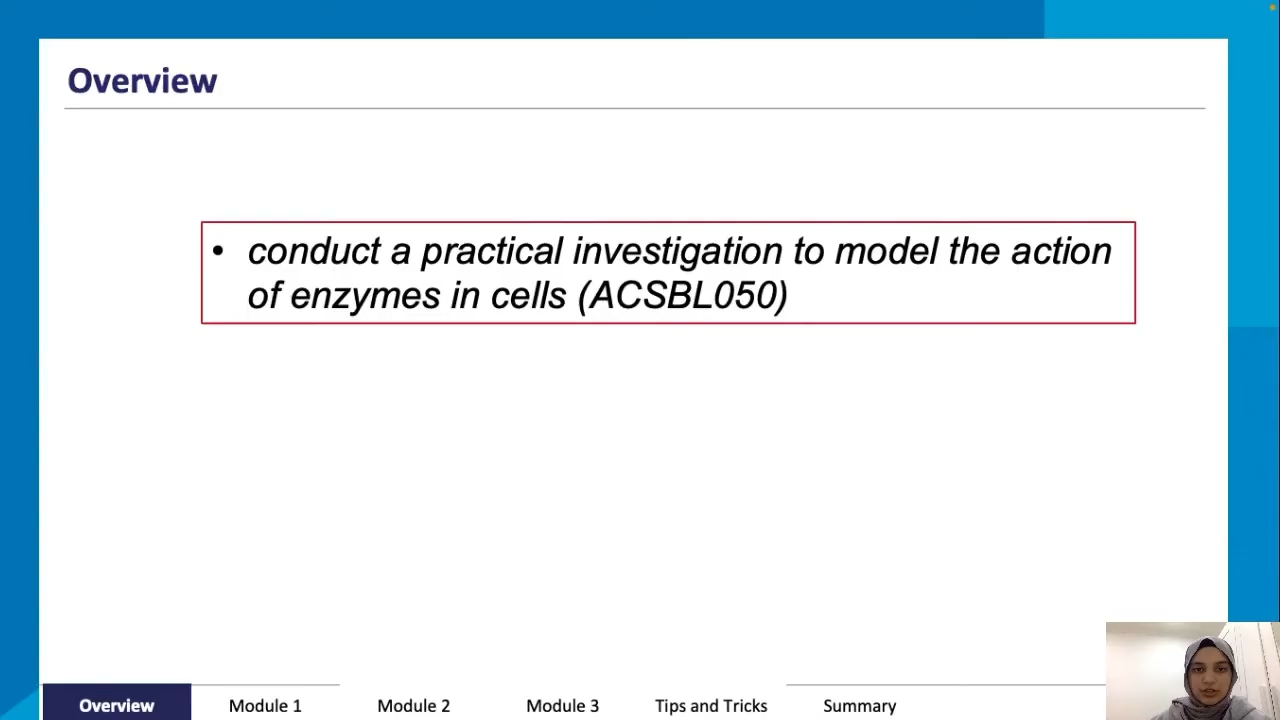 Overview
• conduct a practical investigation to model the action
of enzymes in cells (ACSBL050)
Overview Module 1 Module 2 Module 3 Tips and Tricks Summary